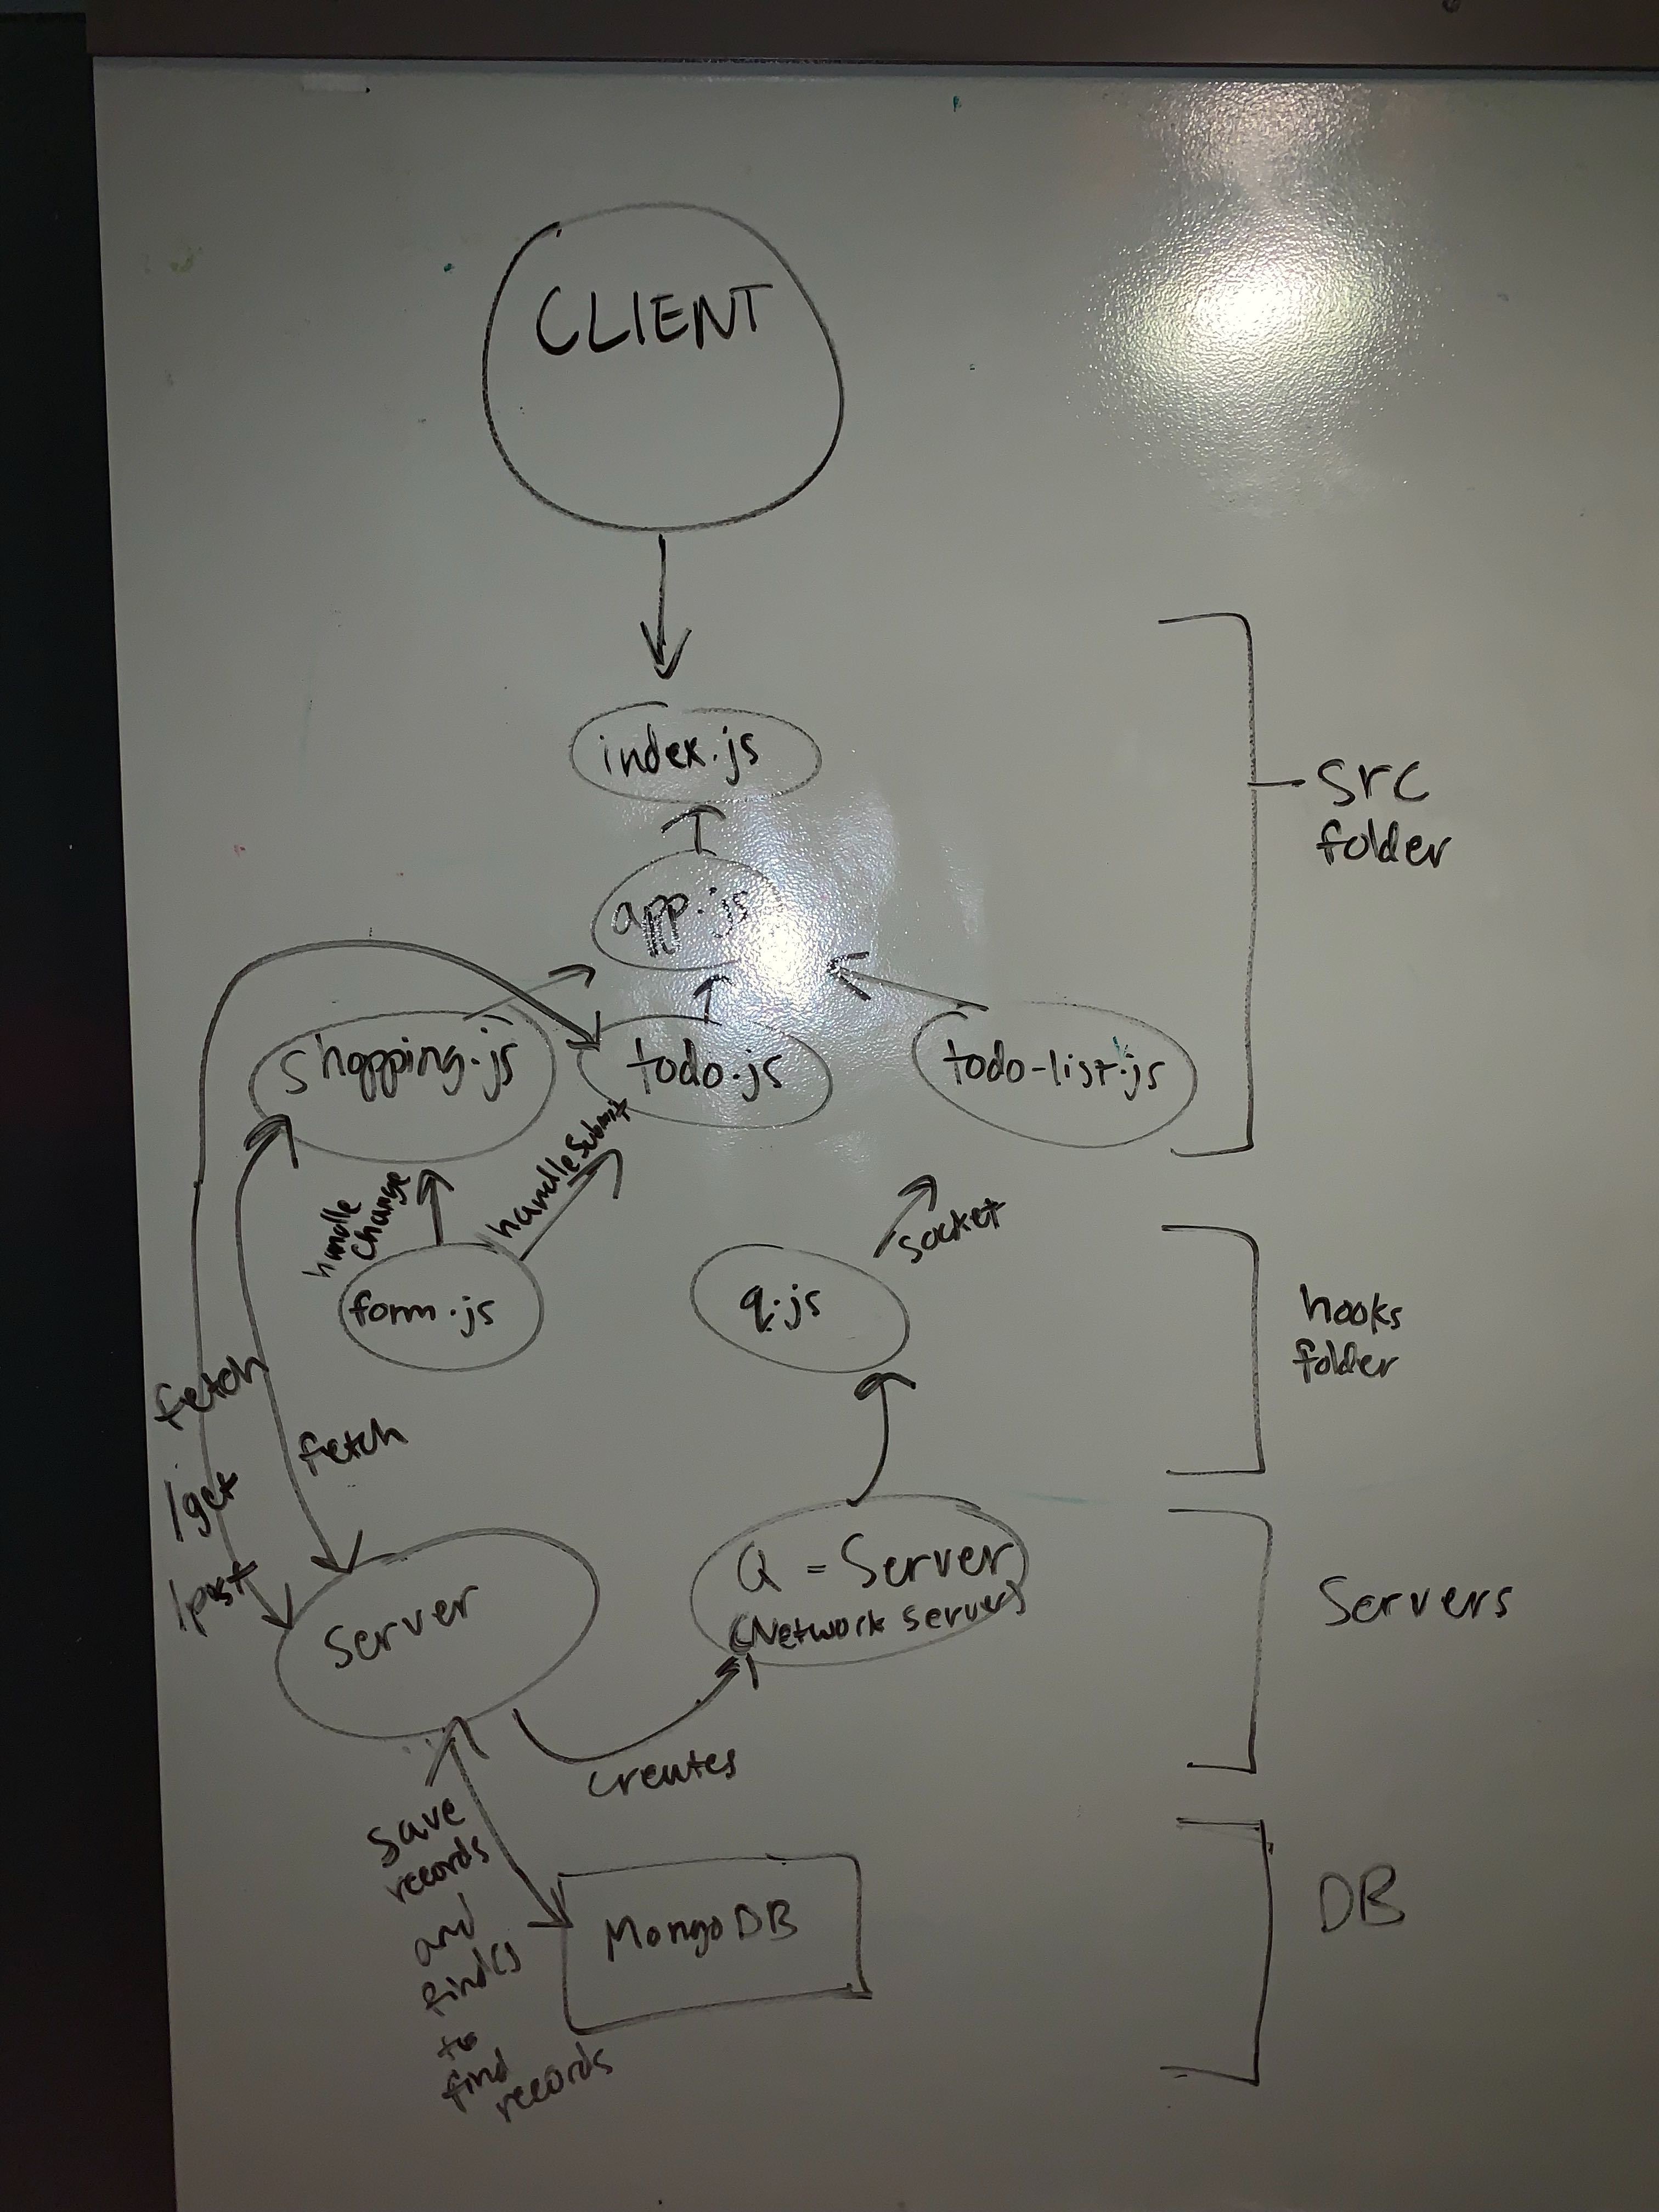 CLIENT
index.js
src
folder
app.js
shopping.js
todo.js
todo-list.js
handle
change
handleSubmit
socket
form.js
q.js
hooks
folder
fetch
fetch
/get
/post
Server
Q = Server
(Network Server)
Servers
creates
save
records
and
find()
to
find
records
MongoDB
DB